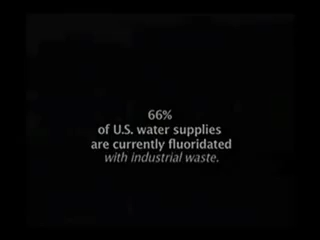 66%
of U.S. water supplies
are currently fluoridated
with industrial waste.